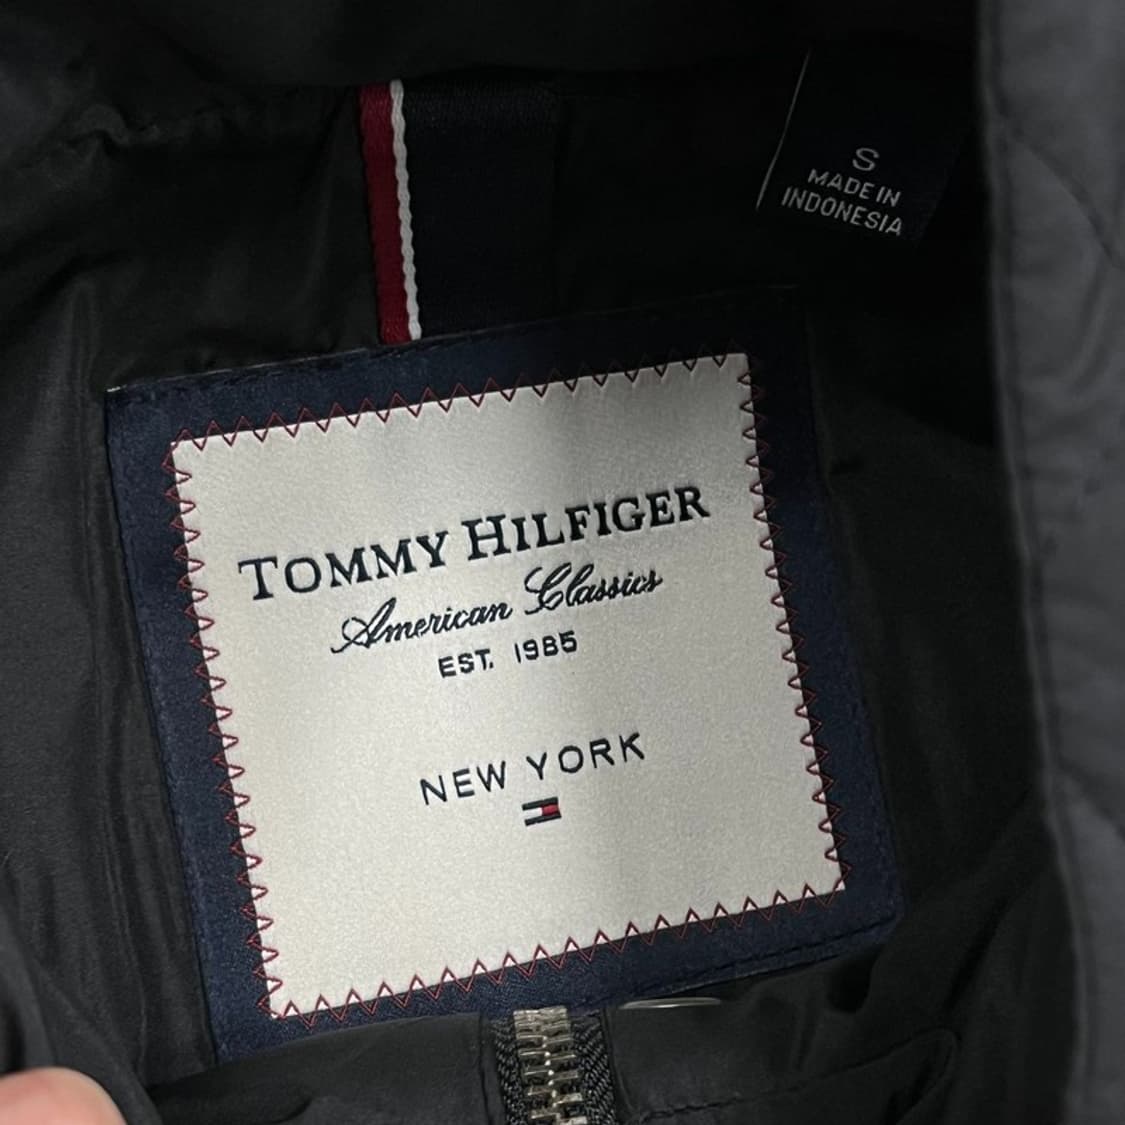 S
MADE IN
INDONESIA
TOMMY HILFIGER
American Classics
EST. 1985
NEW YORK